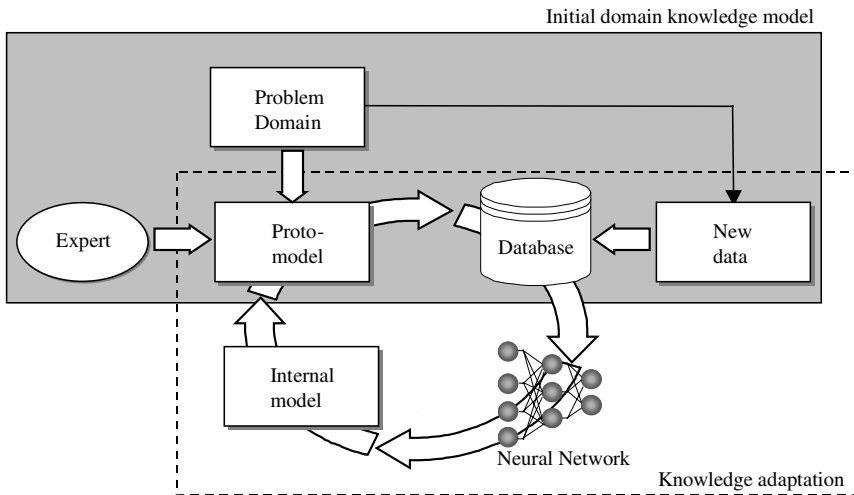 Initial domain knowledge model
Problem
Domain
Expert
Proto-
model
Database
New
data
Internal
model
Neural Network
Knowledge adaptation